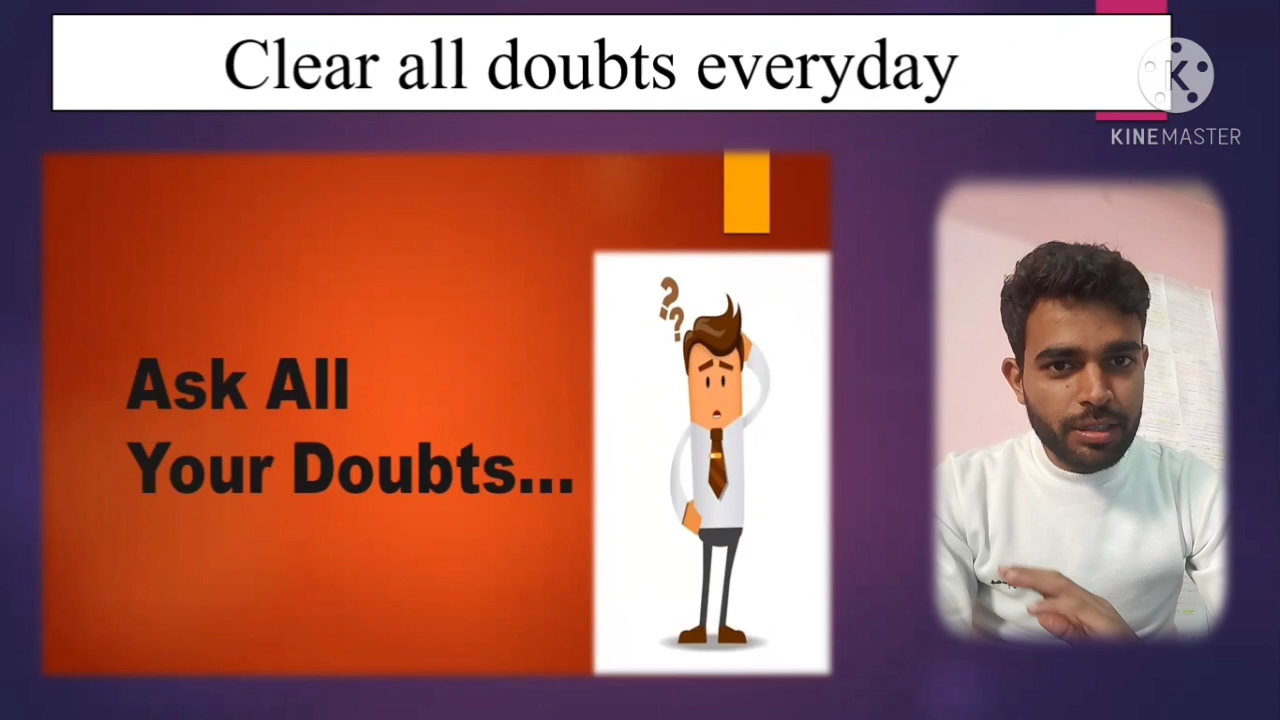 Clear all doubts everyday
K
KINEMASTER
??
Ask All
Your Doubts...